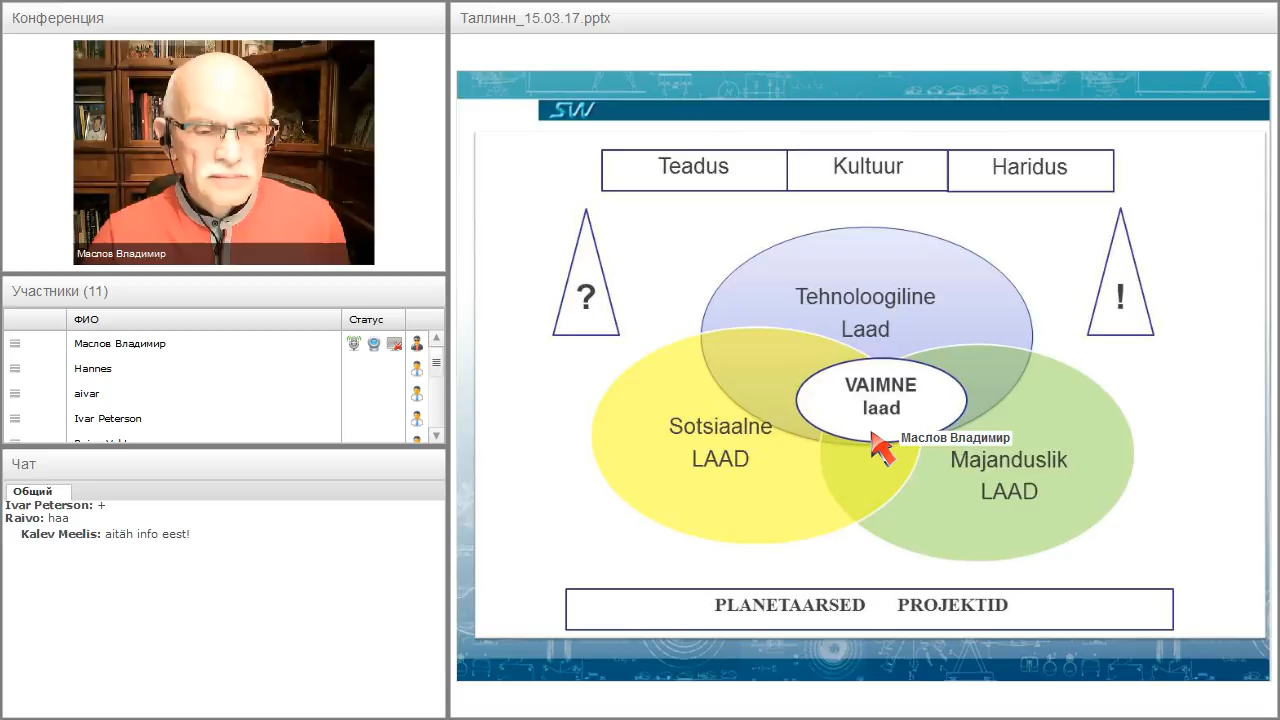 Конференция
Маслов Владимир
Участники (11)
ФИО
Статус
Маслов Владимир
Hannes
aivar
Ivar Peterson
Чат
Общий
Ivar Peterson: +
Raivo: haa
Kalev Meelis: aitäh info eest!
Таллинн_15.03.17.pptx
SW
Teadus
Kultuur
Haridus
?
!
Tehnoloogiline
Laad
VAIMNE
laad
Маслов Владимир
Sotsiaalne
LAAD
Majanduslik
LAAD
PLANETAARSED PROJEKTID